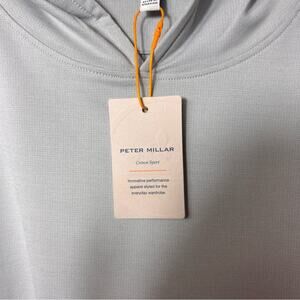 PETER MILLAR
Crown Sport
Innovative performance
apparel styled for the
everyday wardrobe.